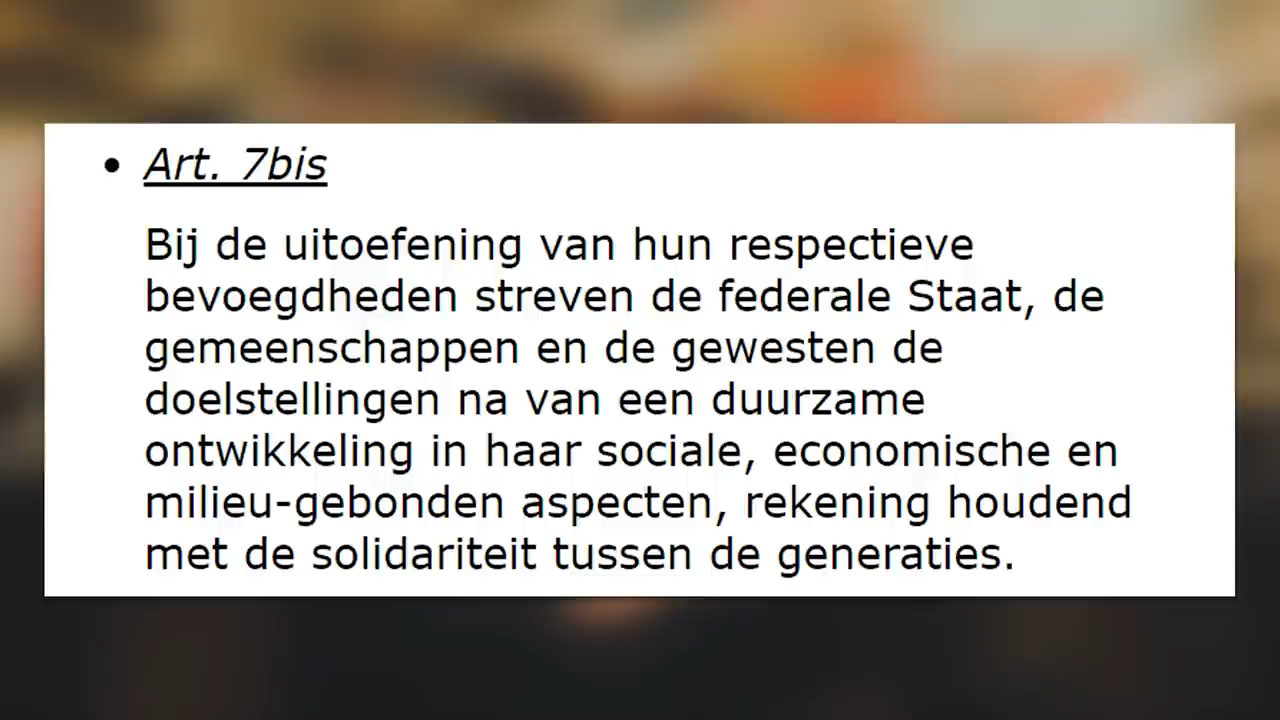 • Art. 7bis
Bij de uitoefening van hun respectieve
bevoegdheden streven de federale Staat, de
gemeenschappen en de gewesten de
doelstellingen na van een duurzame
ontwikkeling in haar sociale, economische en
milieu-gebonden aspecten, rekening houdend
met de solidariteit tussen de generaties.